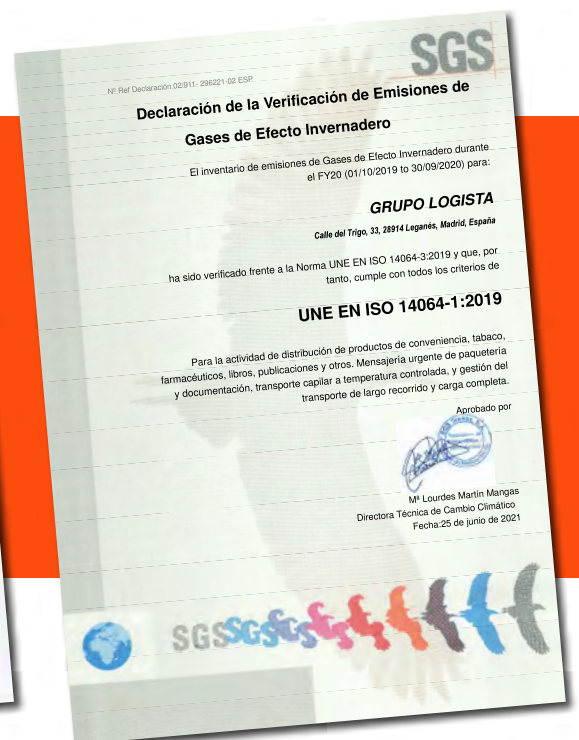 SGS
Nº Ref Declaración.02/911- 296221-02 ESP.
Declaración de la Verificación de Emisiones de
Gases de Efecto Invernadero
El inventario de emisiones de Gases de Efecto Invernadero durante
el FY20 (01/10/2019 to 30/09/2020) para:
GRUPO LOGISTA
Calle del Trigo, 33, 28914 Leganés, Madrid, España
ha sido verificado frente a la Norma UNE EN ISO 14064-3:2019 y que, por
tanto, cumple con todos los criterios de
UNE EN ISO 14064-1:2019
Para la actividad de distribución de productos de conveniencia, tabaco,
farmacéuticos, libros, publicaciones y otros. Mensajería urgente de paquetería
y documentación, transporte capilar a temperatura controlada, y gestión del
transporte de largo recorrido y carga completa.
Aprobado por
Mª Lourdes Martín Mangas
Directora Técnica de Cambio Climático
Fecha:25 de junio de 2021
SGSSGSSGS